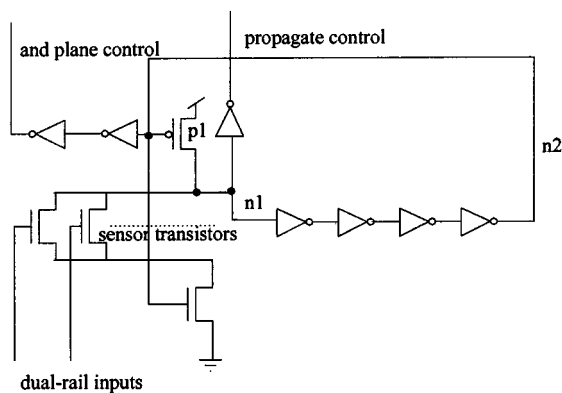 and plane control
propagate control
p1
n2
n1
sensor transistors
dual-rail inputs